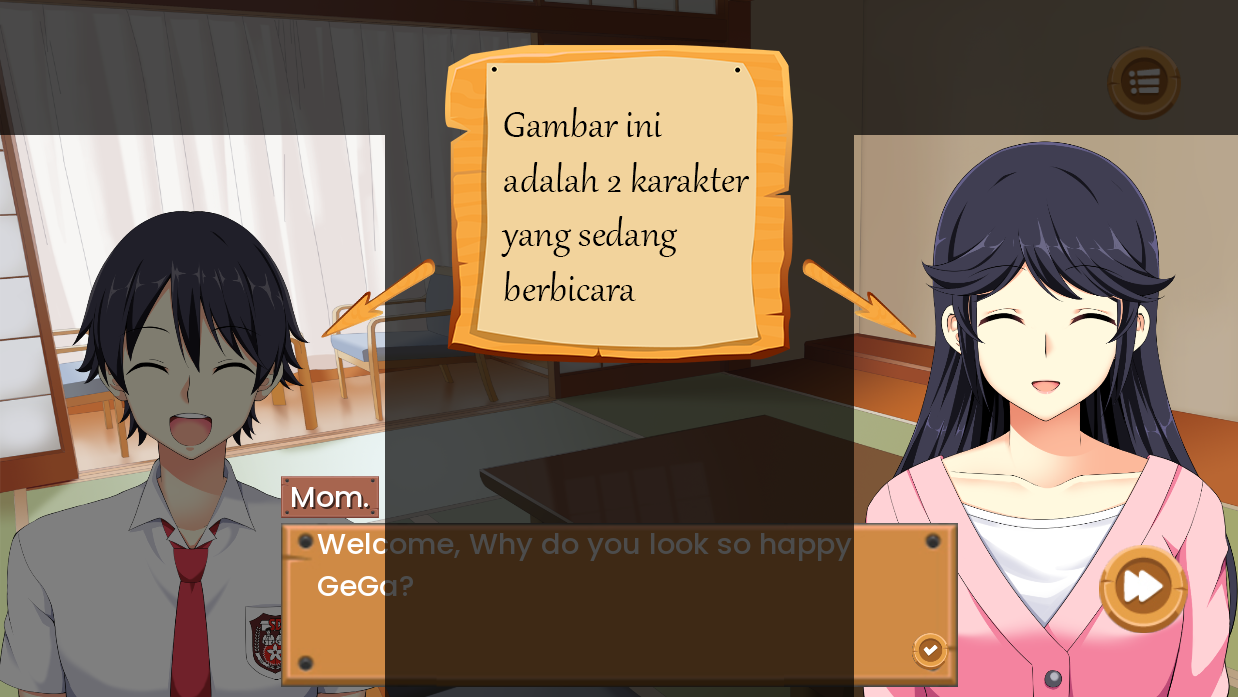 Gambar ini
adalah 2 karakter
yang sedang
berbicara
Mom.
Welcome, Why do you look so happy
GeGa?